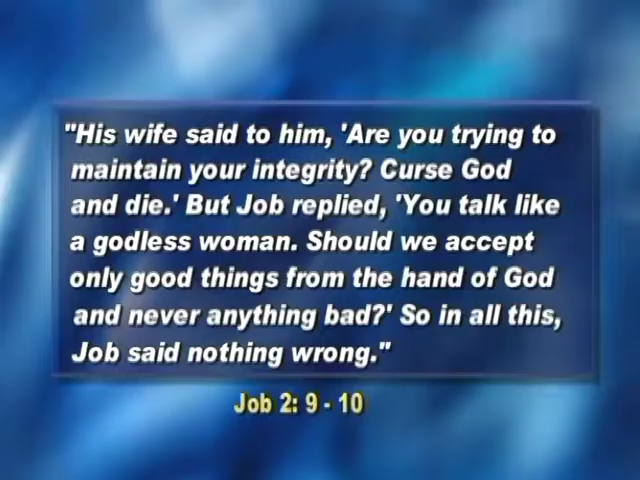 "His wife said to him, 'Are you trying to
maintain your integrity? Curse God
and die.' But Job replied, 'You talk like
a godless woman. Should we accept
only good things from the hand of God
and never anything bad?' So in all this,
Job said nothing wrong."
Job 2: 9 - 10